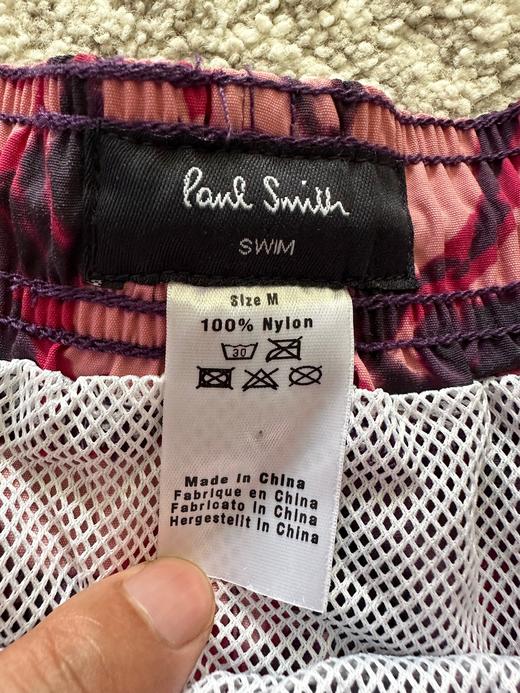 Paul Smith
SWIM
Size M
100% Nylon
30
Made in China
Fabrique en China
Fabricato in China
Hergestellt in China